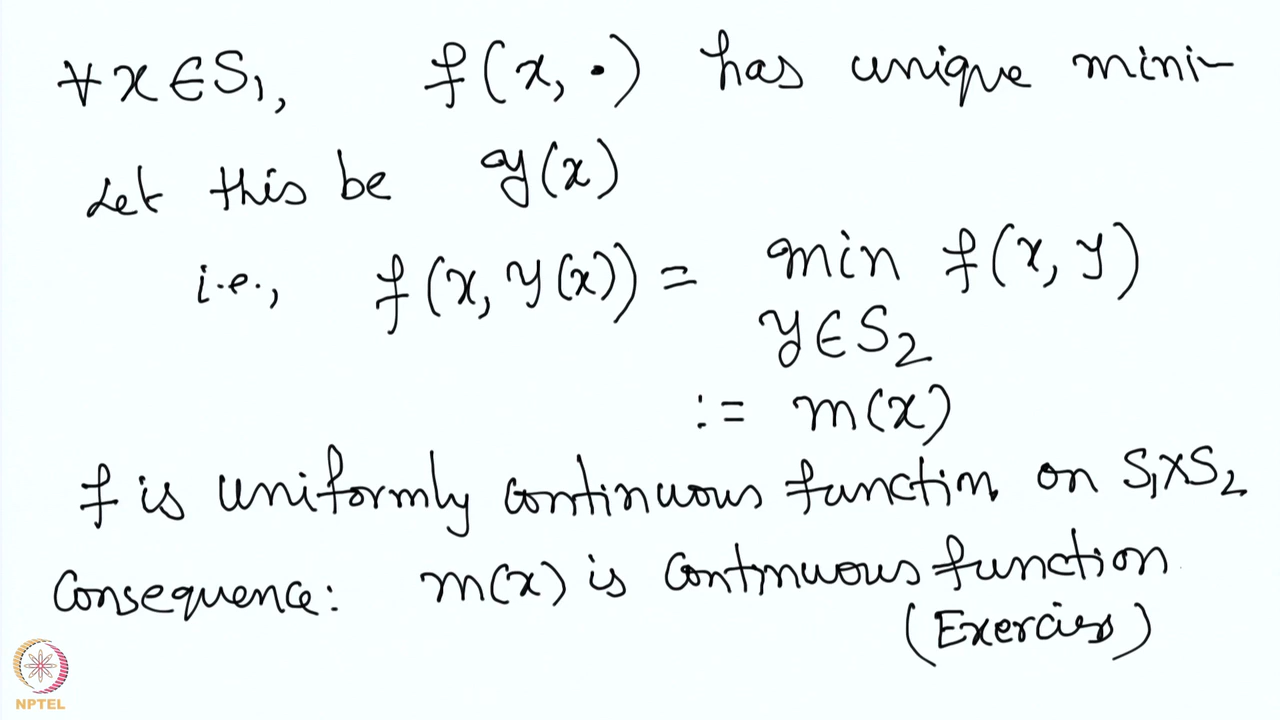 ∀ x ∈ S₁, f(x, ·) has unique mini-
Let this be y(x)
i.e., f(x, y(x)) = min f(x, y)
y ∈ S₂
:= m(x)
f is uniformly continuous function on S₁×S₂
Consequence: m(x) is continuous function
(Exercise)
NPTEL